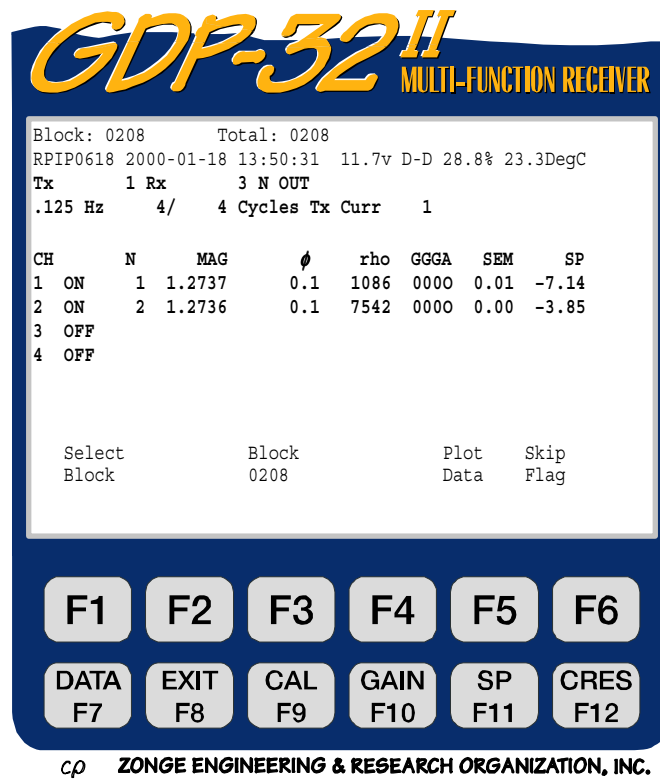 GDP-32 II
MULTI-FUNCTION RECEIVER
Block: 0208 Total: 0208
RPIP0618 2000-01-18 13:50:31 11.7v D-D 28.8% 23.3DegC
Tx 1 Rx 3 N OUT
.125 Hz 4/ 4 Cycles Tx Curr 1
CH N MAG ϕ rho GGGA SEM SP
1 ON 1 1.2737 0.1 1086 000O 0.01 -7.14
2 ON 2 1.2736 0.1 7542 000O 0.00 -3.85
3 OFF
4 OFF
Select Block Plot Skip
Block 0208 Data Flag
F1 F2 F3 F4 F5 F6
DATA EXIT CAL GAIN SP CRES
F7 F8 F9 F10 F11 F12
cρ ZONGE ENGINEERING & RESEARCH ORGANIZATION, INC.